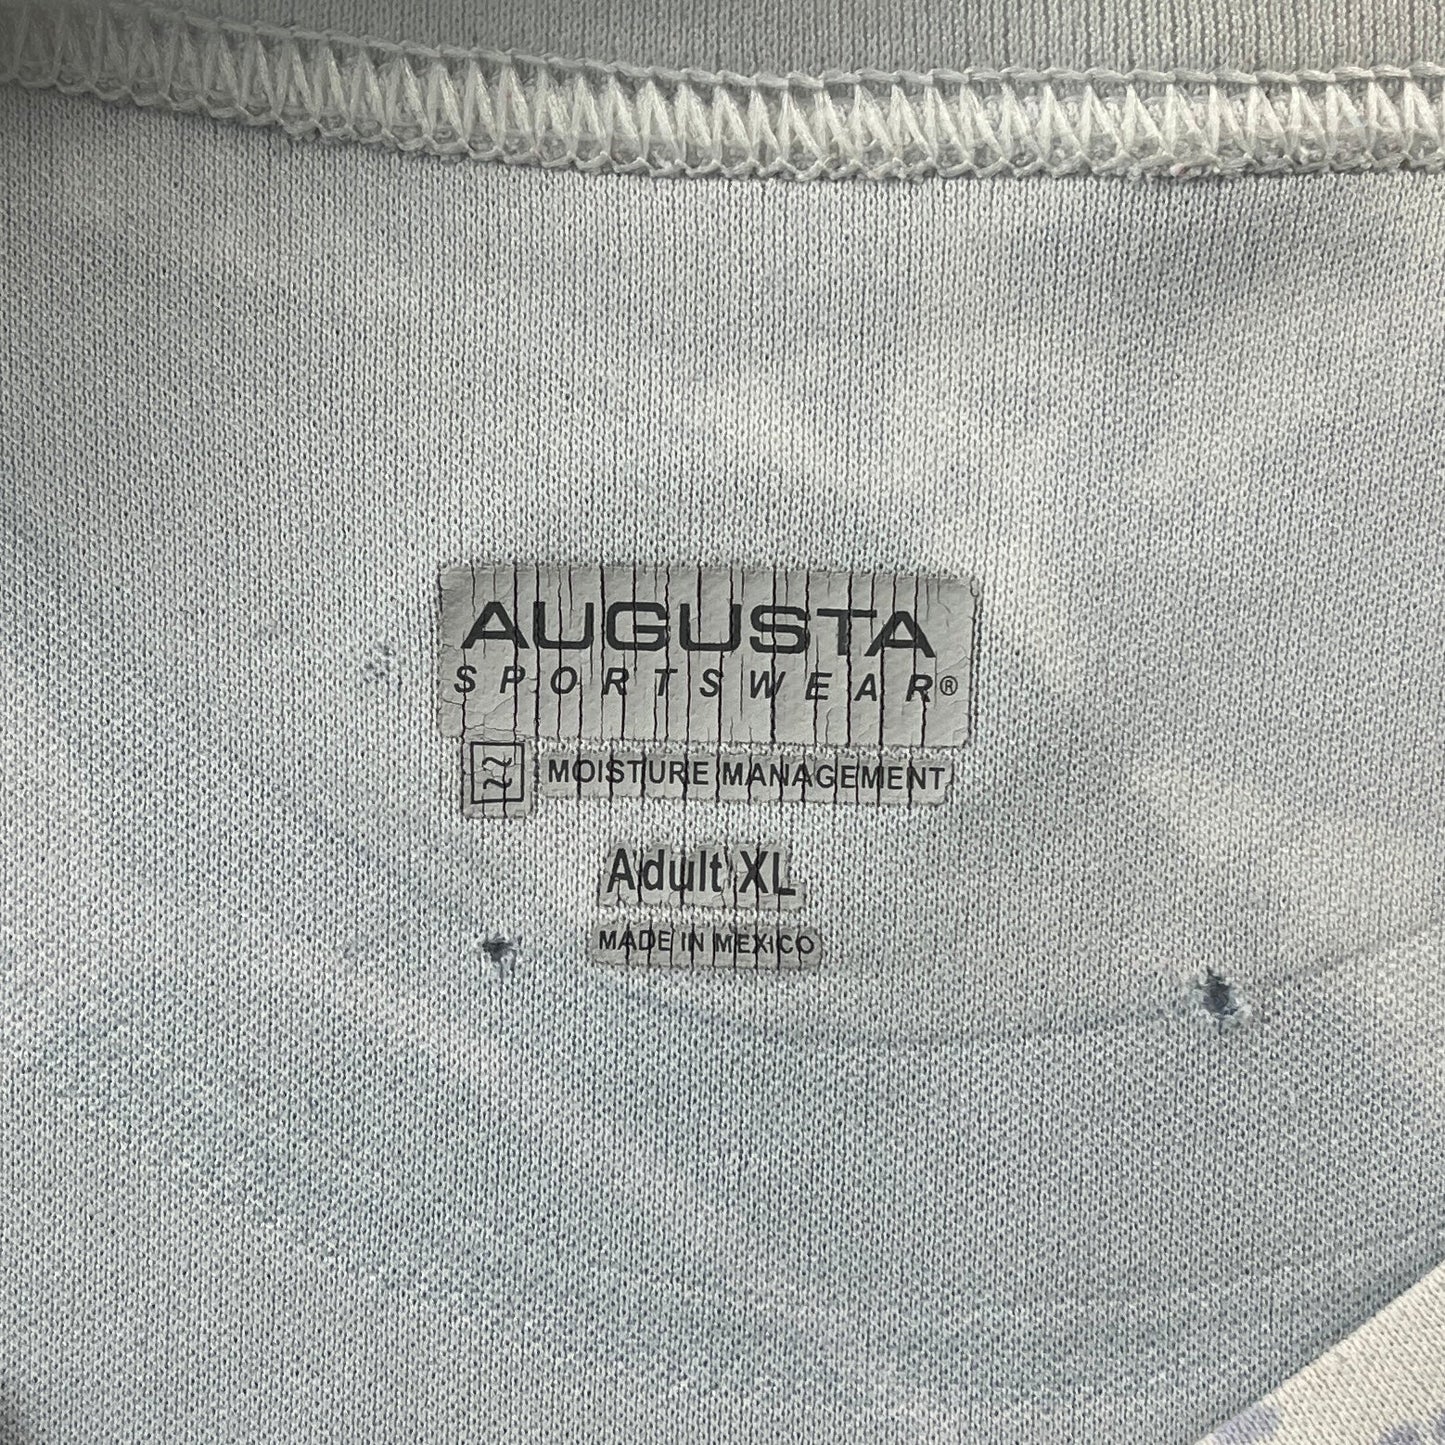 AUGUSTA
SPORTSWEAR®
MOISTURE MANAGEMENT
Adult XL
MADE IN MEXICO